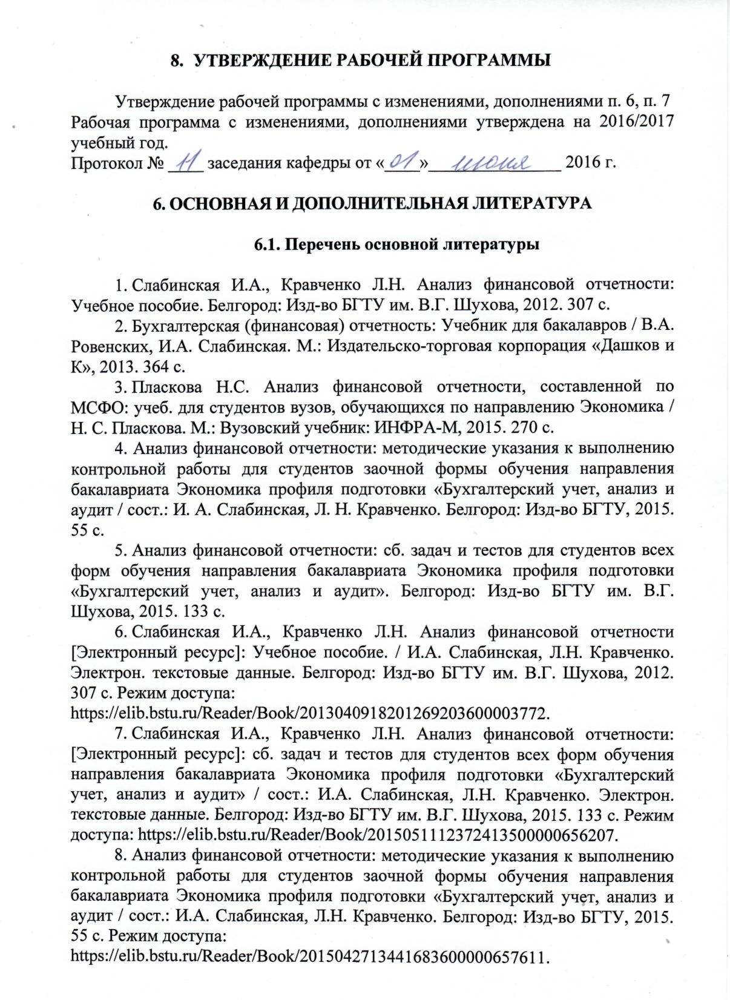 8. УТВЕРЖДЕНИЕ РАБОЧЕЙ ПРОГРАММЫ
Утверждение рабочей программы с изменениями, дополнениями п. 6, п. 7
Рабочая программа с изменениями, дополнениями утверждена на 2016/2017
учебный год.
Протокол № 11 заседания кафедры от «01» июня 2016 г.
6. ОСНОВНАЯ И ДОПОЛНИТЕЛЬНАЯ ЛИТЕРАТУРА
6.1. Перечень основной литературы
1. Слабинская И.А., Кравченко Л.Н. Анализ финансовой отчетности:
Учебное пособие. Белгород: Изд-во БГТУ им. В.Г. Шухова, 2012. 307 с.
2. Бухгалтерская (финансовая) отчетность: Учебник для бакалавров / В.А.
Ровенских, И.А. Слабинская. М.: Издательско-торговая корпорация «Дашков и
К», 2013. 364 с.
3. Пласкова Н.С. Анализ финансовой отчетности, составленной по
МСФО: учеб. для студентов вузов, обучающихся по направлению Экономика /
Н. С. Пласкова. М.: Вузовский учебник: ИНФРА-М, 2015. 270 с.
4. Анализ финансовой отчетности: методические указания к выполнению
контрольной работы для студентов заочной формы обучения направления
бакалавриата Экономика профиля подготовки «Бухгалтерский учет, анализ и
аудит / сост.: И. А. Слабинская, Л. Н. Кравченко. Белгород: Изд-во БГТУ, 2015.
55 с.
5. Анализ финансовой отчетности: сб. задач и тестов для студентов всех
форм обучения направления бакалавриата Экономика профиля подготовки
«Бухгалтерский учет, анализ и аудит». Белгород: Изд-во БГТУ им. В.Г.
Шухова, 2015. 133 с.
6. Слабинская И.А., Кравченко Л.Н. Анализ финансовой отчетности
[Электронный ресурс]: Учебное пособие. / И.А. Слабинская, Л.Н. Кравченко.
Электрон. текстовые данные. Белгород: Изд-во БГТУ им. В.Г. Шухова, 2012.
307 с. Режим доступа:
https://elib.bstu.ru/Reader/Book/2013040918201269203600003772.
7. Слабинская И.А., Кравченко Л.Н. Анализ финансовой отчетности:
[Электронный ресурс]: сб. задач и тестов для студентов всех форм обучения
направления бакалавриата Экономика профиля подготовки «Бухгалтерский
учет, анализ и аудит» / сост.: И.А. Слабинская, Л.Н. Кравченко. Электрон.
текстовые данные. Белгород: Изд-во БГТУ им. В.Г. Шухова, 2015. 133 с. Режим
доступа: https://elib.bstu.ru/Reader/Book/2015051112372413500000656207.
8. Анализ финансовой отчетности: методические указания к выполнению
контрольной работы для студентов заочной формы обучения направления
бакалавриата Экономика профиля подготовки «Бухгалтерский учет, анализ и
аудит / сост.: И.А. Слабинская, Л.Н. Кравченко. Белгород: Изд-во БГТУ, 2015.
55 с. Режим доступа:
https://elib.bstu.ru/Reader/Book/2015042713441683600000657611.